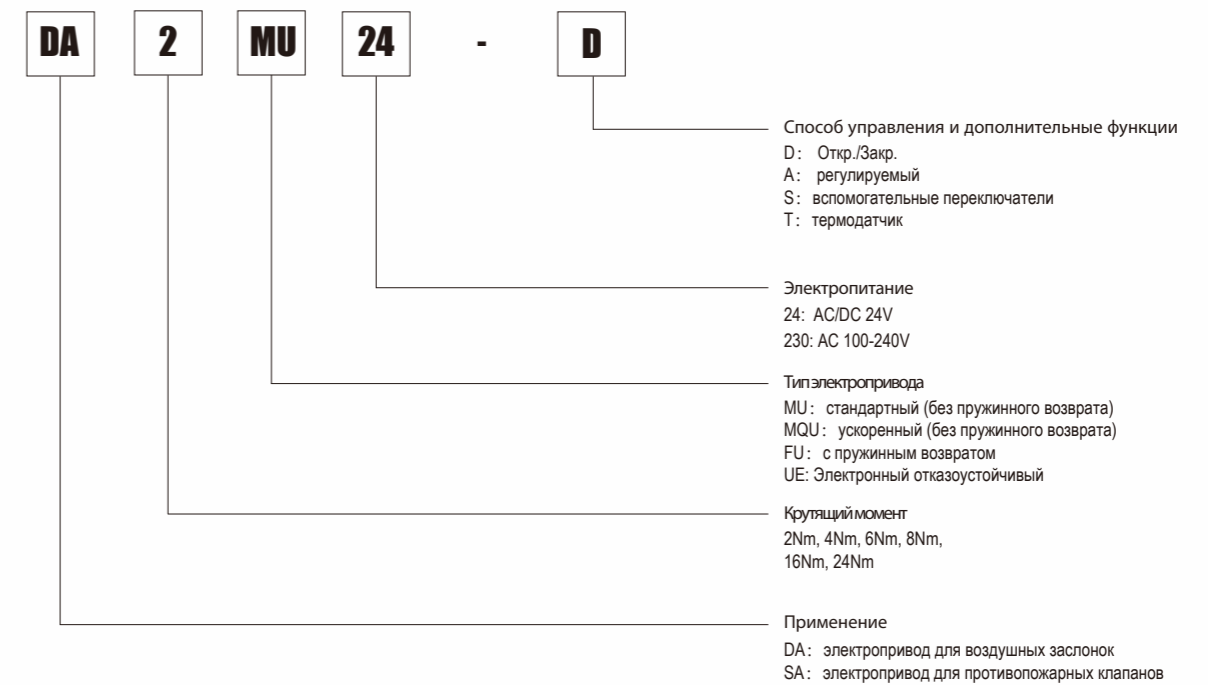 DA 2 MU 24 - D
Способ управления и дополнительные функции
D: Откр./Закр.
A: регулируемый
S: вспомогательные переключатели
T: термодатчик
Электропитание
24: AC/DC 24V
230: AC 100-240V
Тип электропривода
MU: стандартный (без пружинного возврата)
MQU: ускоренный (без пружинного возврата)
FU: с пружинным возвратом
UE: Электронный отказоустойчивый
Крутящий момент
2Nm, 4Nm, 6Nm, 8Nm,
16Nm, 24Nm
Применение
DA: электропривод для воздушных заслонок
SA: электропривод для противопожарных клапанов